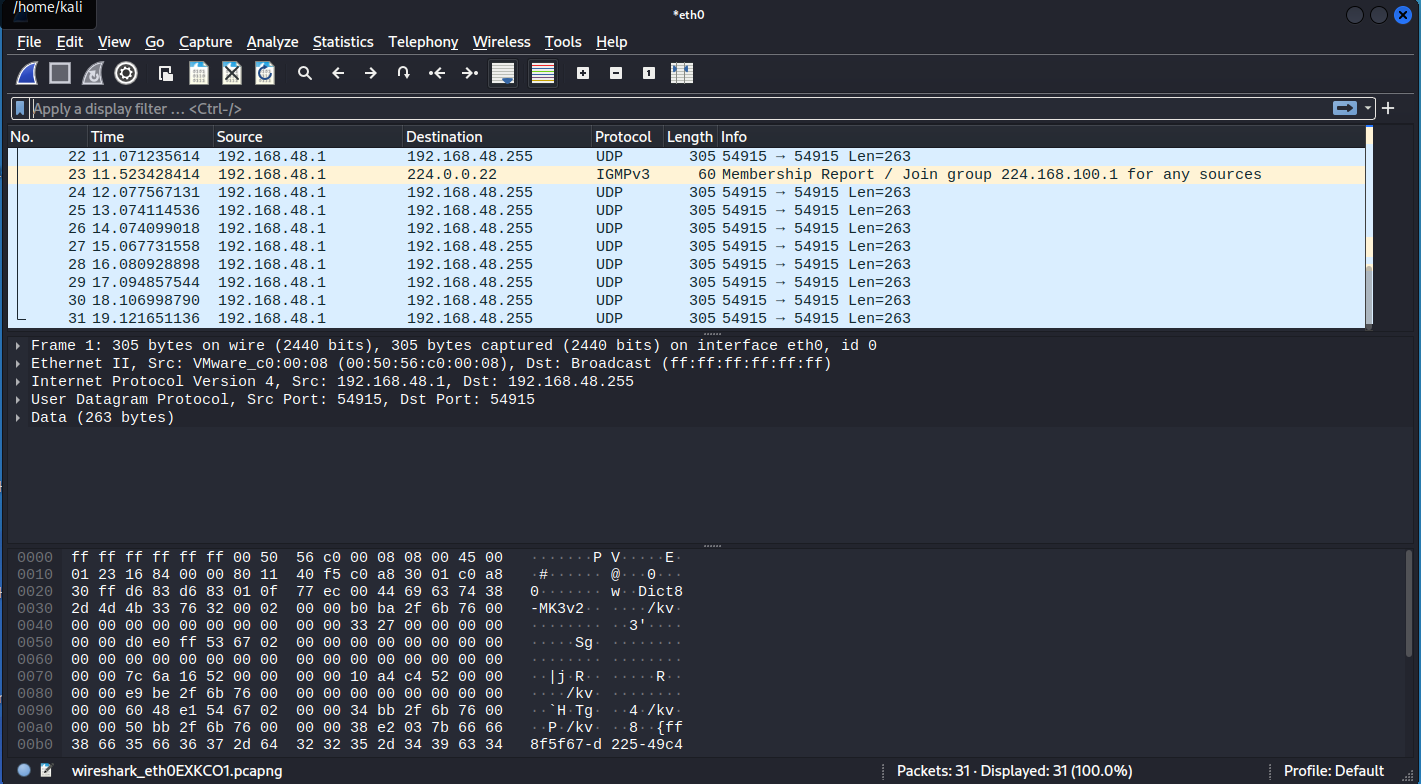 /home/kali
*eth0
File Edit View Go Capture Analyze Statistics Telephony Wireless Tools Help
Apply a display filter … <Ctrl-/>
No. Time Source Destination Protocol Length Info
22 11.071235614 192.168.48.1 192.168.48.255 UDP 305 54915 → 54915 Len=263
23 11.523428414 192.168.48.1 224.0.0.22 IGMPv3 60 Membership Report / Join group 224.168.100.1 for any sources
24 12.077567131 192.168.48.1 192.168.48.255 UDP 305 54915 → 54915 Len=263
25 13.074114536 192.168.48.1 192.168.48.255 UDP 305 54915 → 54915 Len=263
26 14.074099018 192.168.48.1 192.168.48.255 UDP 305 54915 → 54915 Len=263
27 15.067731558 192.168.48.1 192.168.48.255 UDP 305 54915 → 54915 Len=263
28 16.080928898 192.168.48.1 192.168.48.255 UDP 305 54915 → 54915 Len=263
29 17.094857544 192.168.48.1 192.168.48.255 UDP 305 54915 → 54915 Len=263
30 18.106998790 192.168.48.1 192.168.48.255 UDP 305 54915 → 54915 Len=263
31 19.121651136 192.168.48.1 192.168.48.255 UDP 305 54915 → 54915 Len=263
Frame 1: 305 bytes on wire (2440 bits), 305 bytes captured (2440 bits) on interface eth0, id 0
Ethernet II, Src: VMware_c0:00:08 (00:50:56:c0:00:08), Dst: Broadcast (ff:ff:ff:ff:ff:ff)
Internet Protocol Version 4, Src: 192.168.48.1, Dst: 192.168.48.255
User Datagram Protocol, Src Port: 54915, Dst Port: 54915
Data (263 bytes)
0000 ff ff ff ff ff ff 00 50 56 c0 00 08 08 00 45 00 ·······P V·····E·
0010 01 23 16 84 00 00 80 11 40 f5 c0 a8 30 01 c0 a8 ·#······ @···0···
0020 30 ff d6 83 d6 83 01 0f 77 ec 00 44 69 63 74 38 0······· w··Dict8
0030 2d 4d 4b 33 76 32 00 02 00 00 b0 ba 2f 6b 76 00 -MK3v2·· ····/kv·
0040 00 00 00 00 00 00 00 00 00 00 33 27 00 00 00 00 ········ ··3'····
0050 00 00 d0 e0 ff 53 67 02 00 00 00 00 00 00 00 00 ·····Sg· ········
0060 00 00 00 00 00 00 00 00 00 00 00 00 00 00 00 00 ········ ········
0070 00 00 7c 6a 16 52 00 00 00 00 10 a4 c4 52 00 00 ··|j·R·· ·····R··
0080 00 00 e9 be 2f 6b 76 00 00 00 00 00 00 00 00 00 ····/kv· ········
0090 00 00 60 48 e1 54 67 02 00 00 34 bb 2f 6b 76 00 ··`H·Tg· ··4·/kv·
00a0 00 00 50 bb 2f 6b 76 00 00 00 38 e2 03 7b 66 66 ··P·/kv· ··8··{ff
00b0 38 66 35 66 36 37 2d 64 32 32 35 2d 34 39 63 34 8f5f67-d 225-49c4
wireshark_eth0EXKCO1.pcapng Packets: 31 · Displayed: 31 (100.0%) Profile: Default